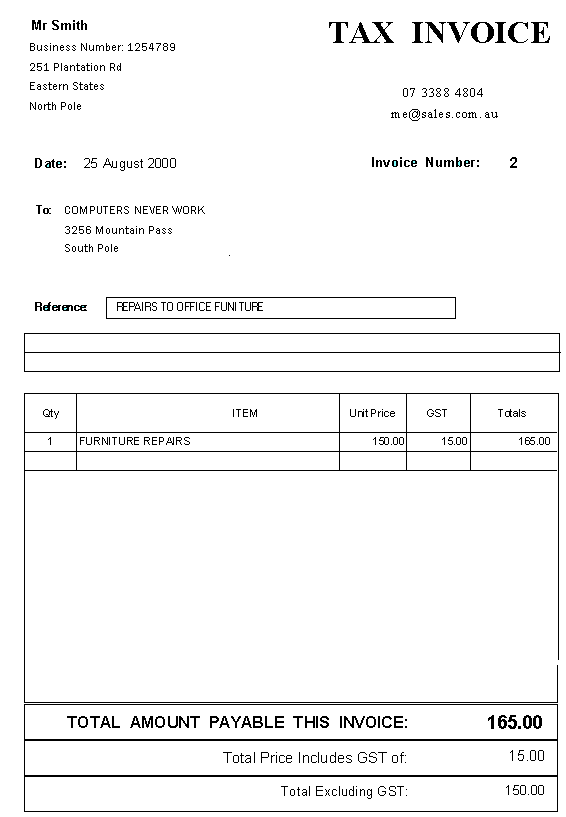 Mr Smith
TAX INVOICE
Business Number: 1254789
251 Plantation Rd
Eastern States
North Pole
07 3388 4804
me@sales.com.au
Date: 25 August 2000
Invoice Number: 2
To: COMPUTERS NEVER WORK
3256 Mountain Pass
South Pole
Reference: REPAIRS TO OFFICE FUNITURE
Qty ITEM Unit Price GST Totals
1 FURNITURE REPAIRS 150.00 15.00 165.00
TOTAL AMOUNT PAYABLE THIS INVOICE: 165.00
Total Price Includes GST of: 15.00
Total Excluding GST: 150.00